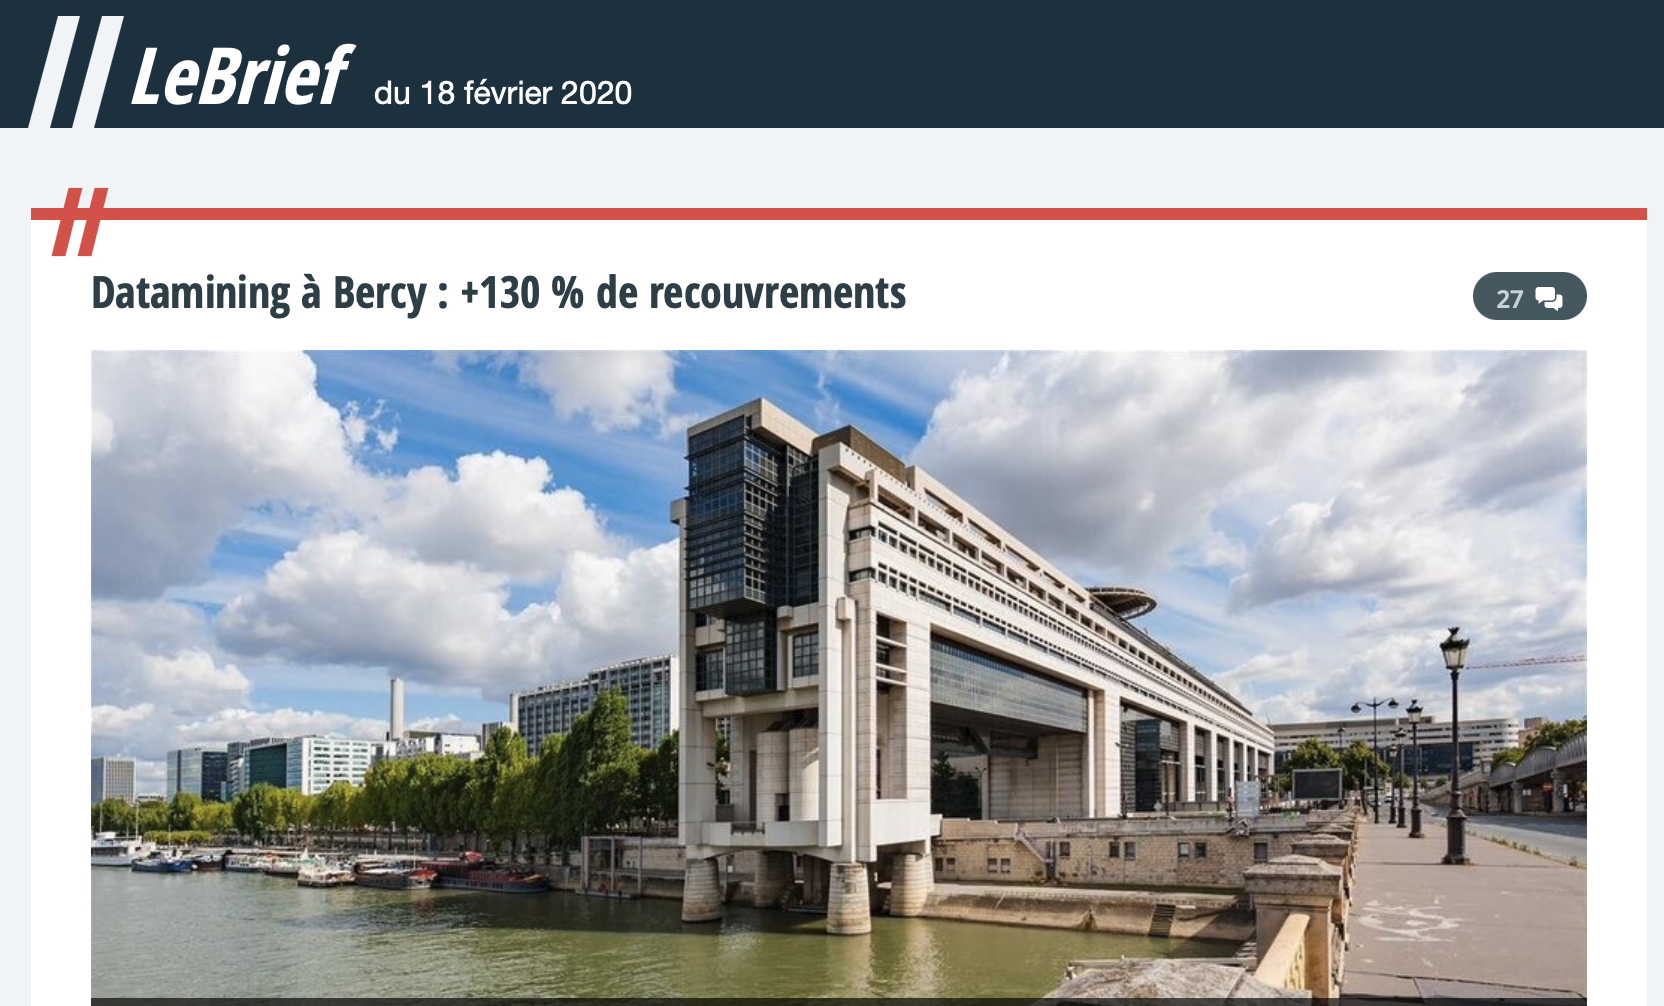 LeBrief du 18 février 2020
Datamining à Bercy : +130 % de recouvrements
27